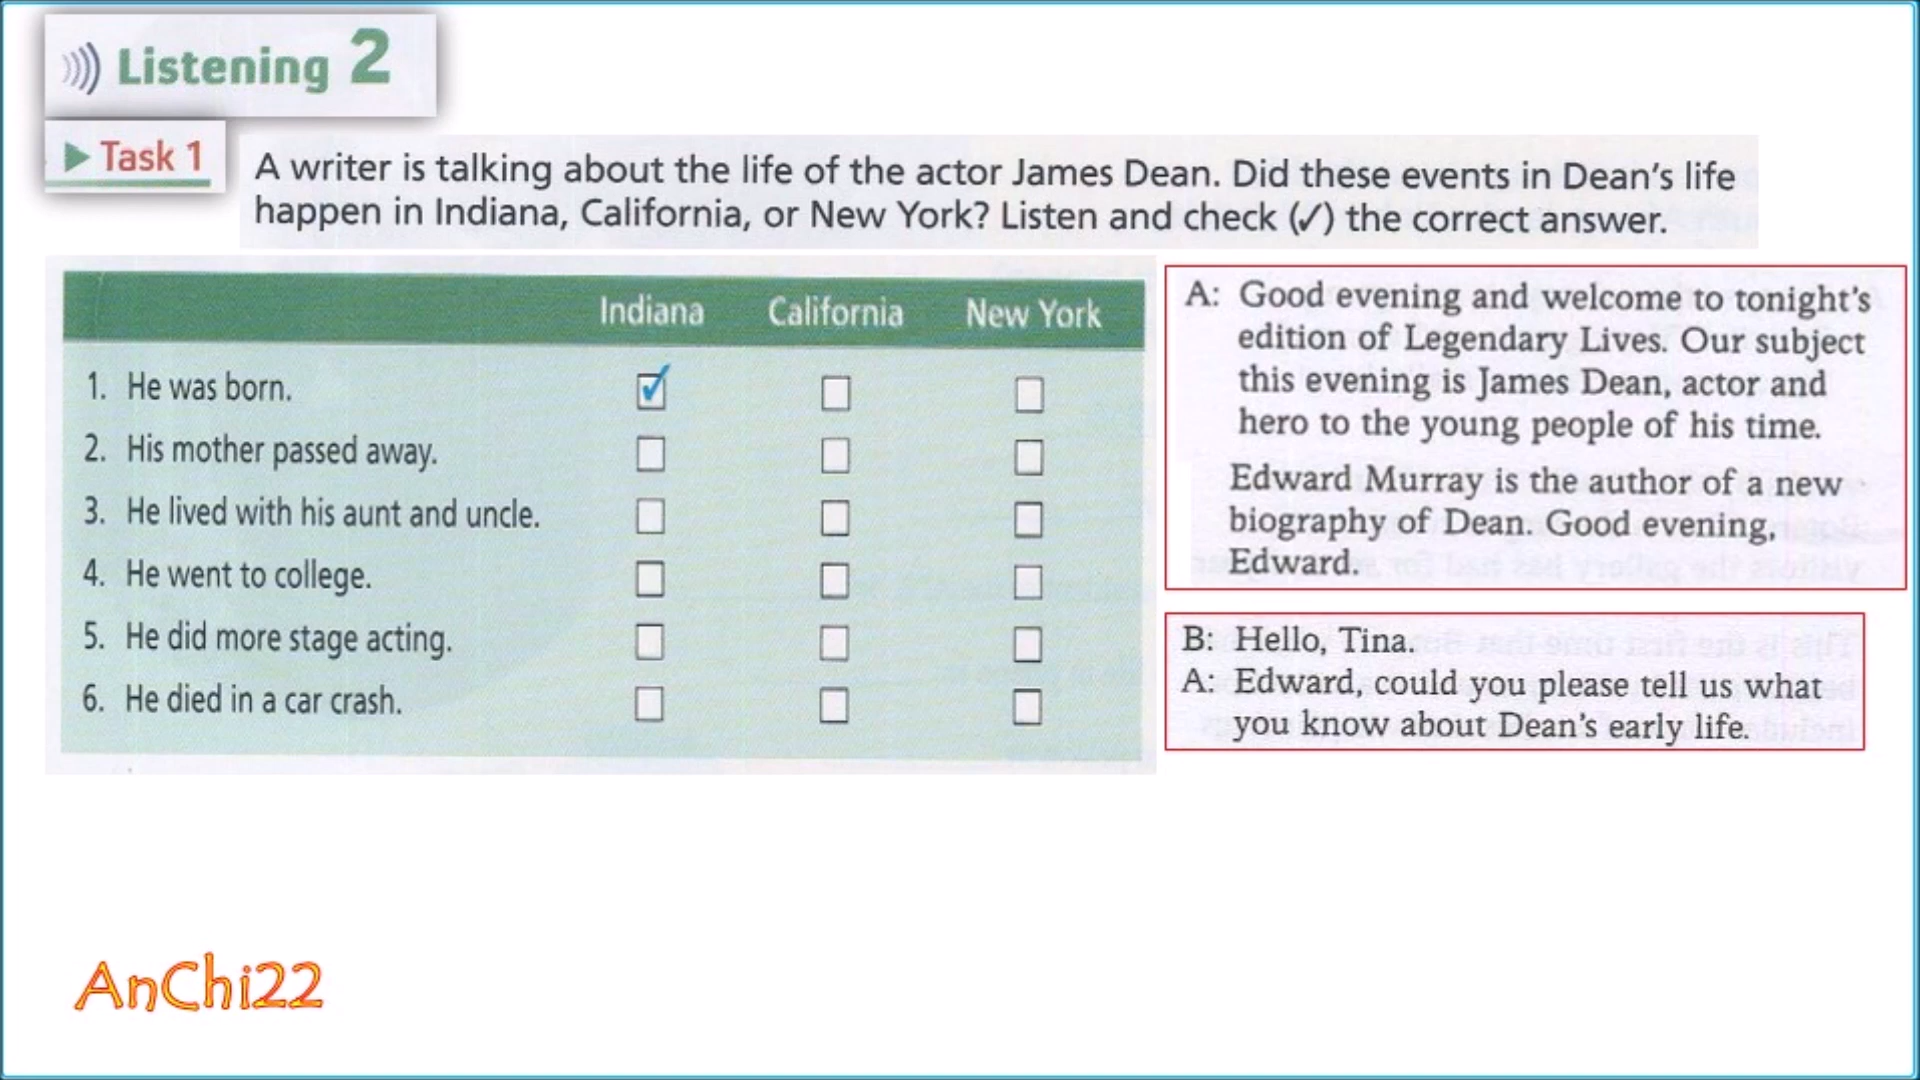 Listening 2
Task 1
A writer is talking about the life of the actor James Dean. Did these events in Dean's life
happen in Indiana, California, or New York? Listen and check (✓) the correct answer.
Indiana California New York
1. He was born. ✓
2. His mother passed away.
3. He lived with his aunt and uncle.
4. He went to college.
5. He did more stage acting.
6. He died in a car crash.
A: Good evening and welcome to tonight's
edition of Legendary Lives. Our subject
this evening is James Dean, actor and
hero to the young people of his time.
Edward Murray is the author of a new
biography of Dean. Good evening,
Edward.
B: Hello, Tina.
A: Edward, could you please tell us what
you know about Dean's early life.
AnChi22